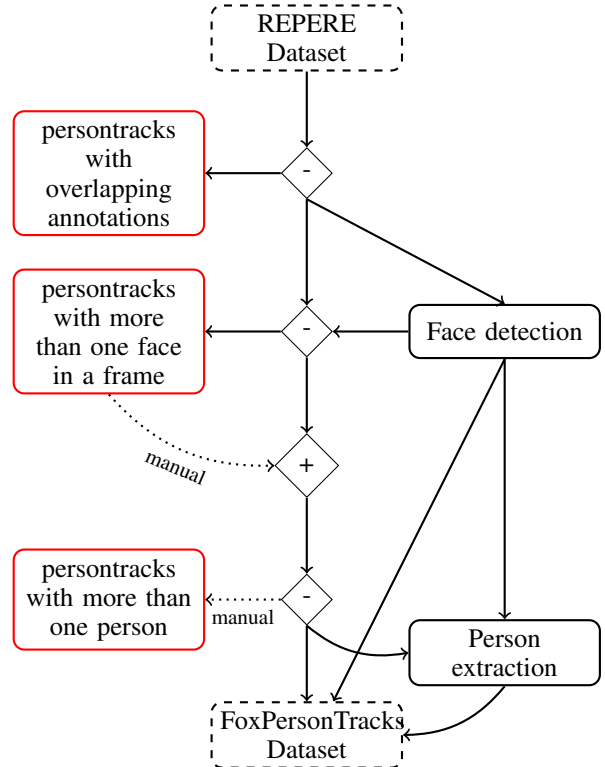 REPERE
Dataset
persontracks
with
overlapping
annotations
-
persontracks
with more
than one face
in a frame
-
Face detection
manual
+
persontracks
with more than
one person
manual
-
Person
extraction
FoxPersonTracks
Dataset